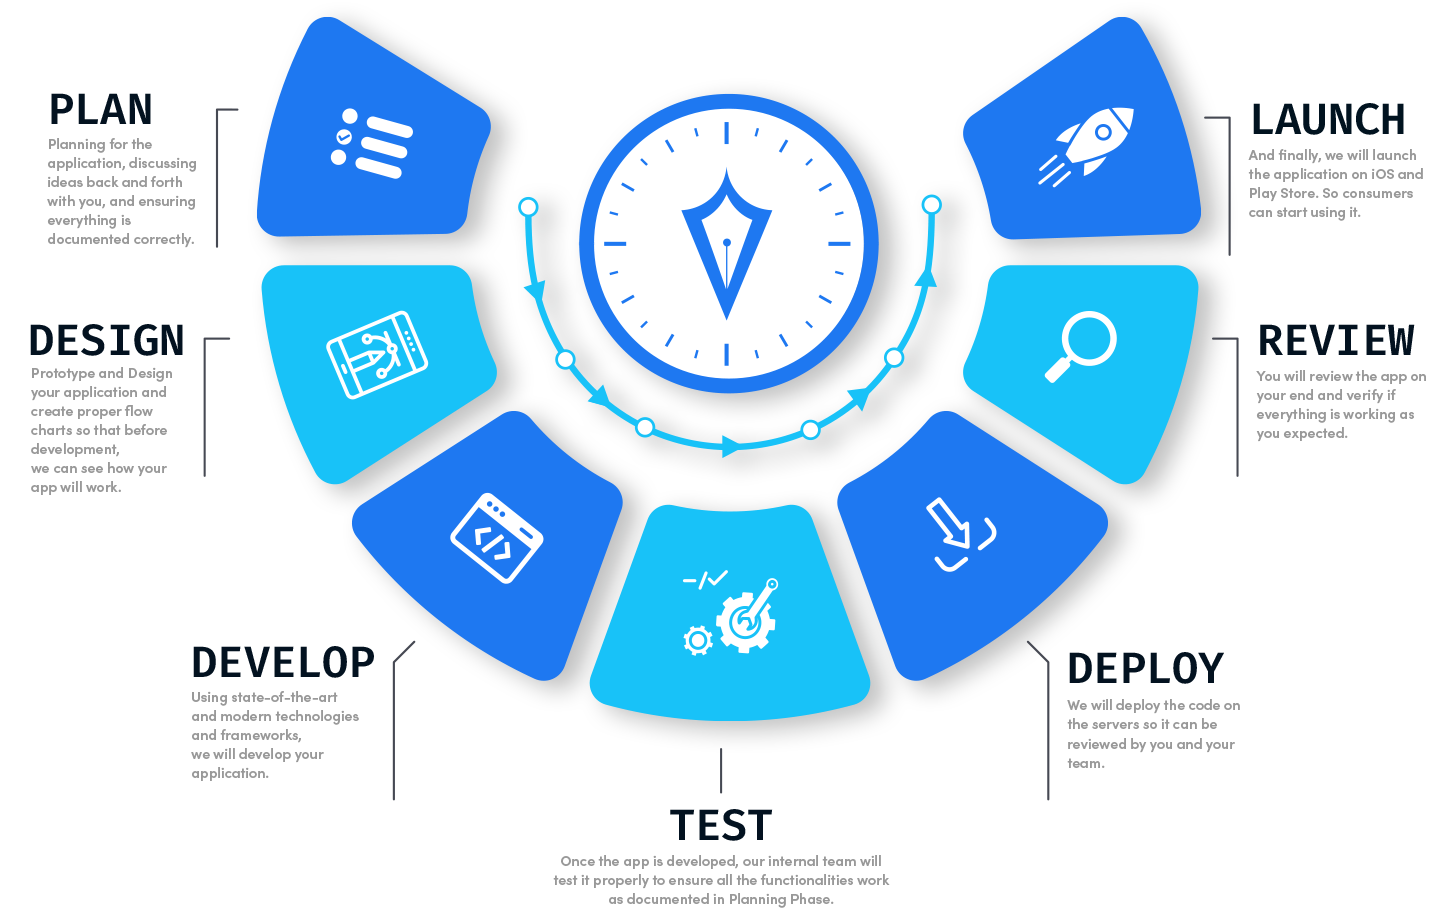 PLAN
Planning for the
application, discussing
ideas back and forth
with you, and ensuring
everything is
documented correctly.
DESIGN
Prototype and Design
your application and
create proper flow
charts so that before
development,
we can see how your
app will work.
DEVELOP
Using state-of-the-art
and modern technologies
and frameworks,
we will develop your
application.
TEST
Once the app is developed, our internal team will
test it properly to ensure all the functionalities work
as documented in Planning Phase.
DEPLOY
We will deploy the code on
the servers so it can be
reviewed by you and your
team.
REVIEW
You will review the app on
your end and verify if
everything is working as
you expected.
LAUNCH
And finally, we will launch
the application on iOS and
Play Store. So consumers
can start using it.